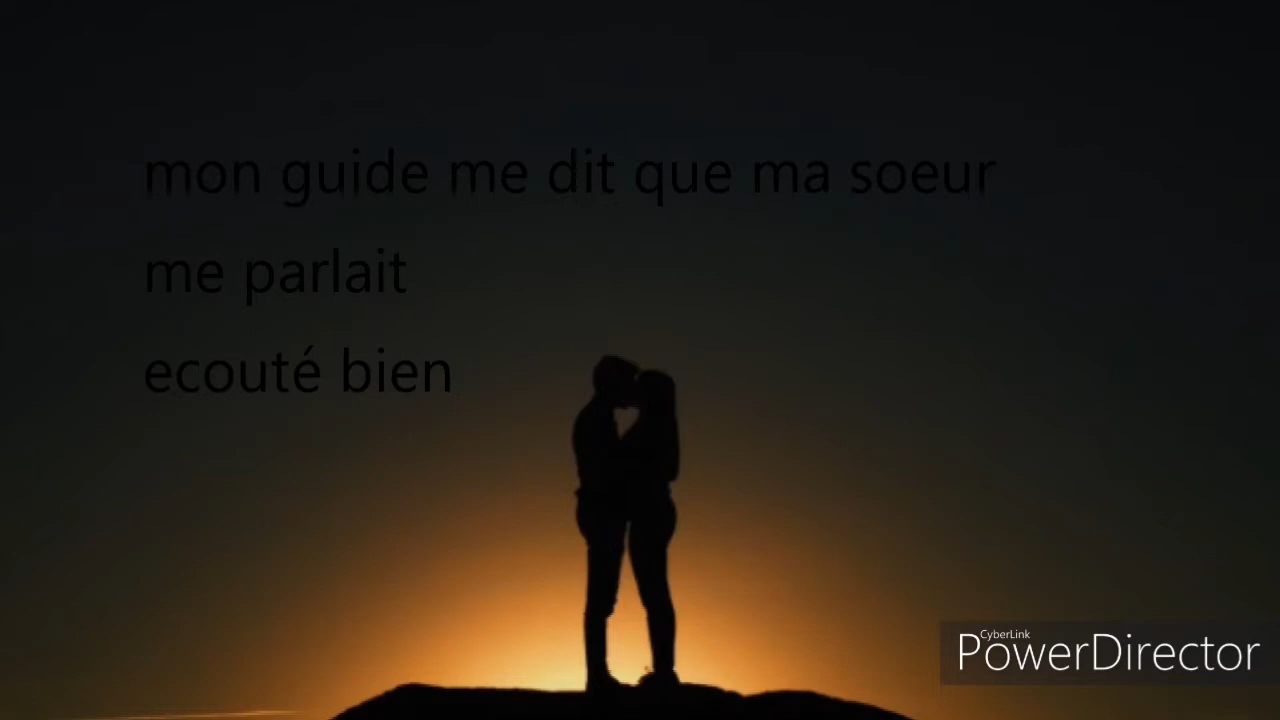 mon guide me dit que ma soeur
me parlait
ecouté bien
CyberLink
PowerDirector